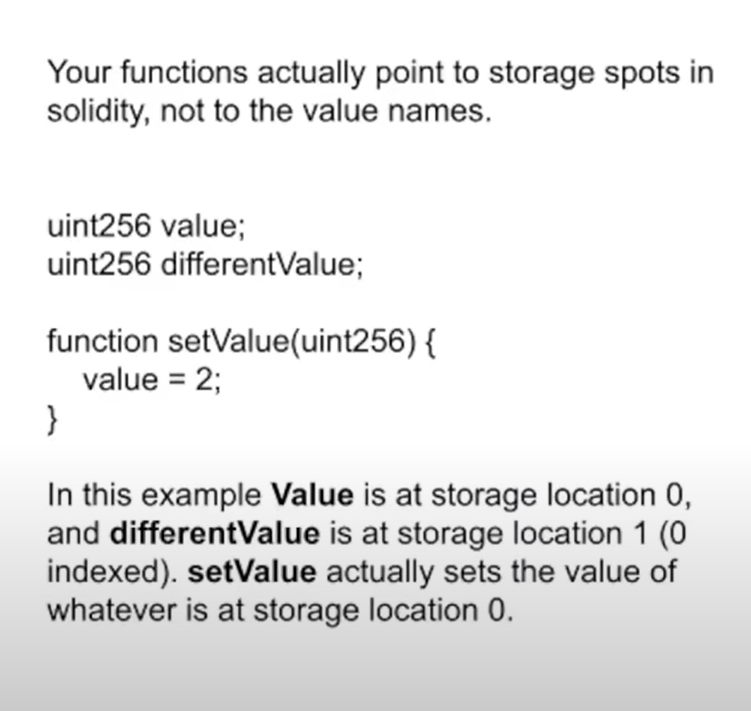 Your functions actually point to storage spots in
solidity, not to the value names.
uint256 value;
uint256 differentValue;
function setValue(uint256) {
value = 2;
}
In this example Value is at storage location 0,
and differentValue is at storage location 1 (0
indexed). setValue actually sets the value of
whatever is at storage location 0.